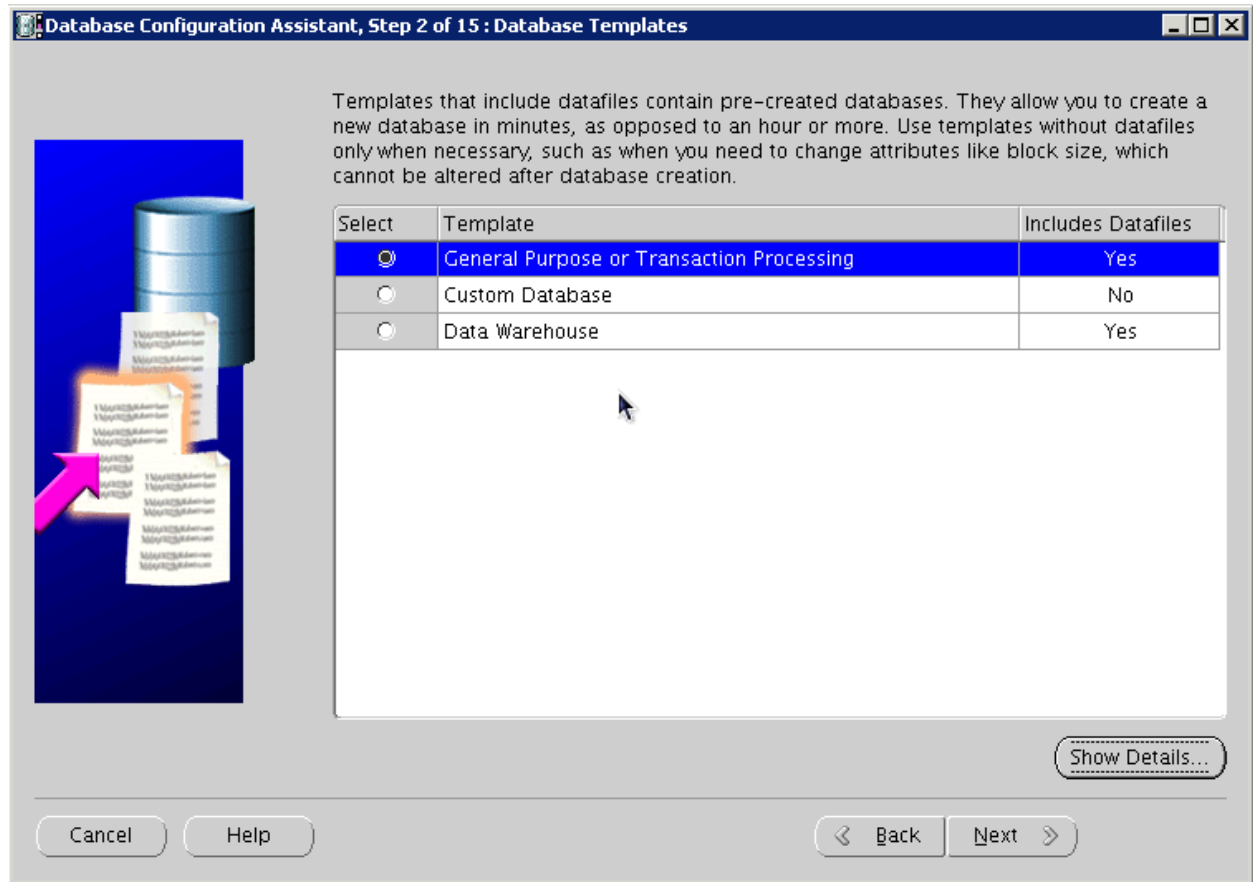 Database Configuration Assistant, Step 2 of 15 : Database Templates
Templates that include datafiles contain pre-created databases. They allow you to create a
new database in minutes, as opposed to an hour or more. Use templates without datafiles
only when necessary, such as when you need to change attributes like block size, which
cannot be altered after database creation.
Select Template Includes Datafiles
General Purpose or Transaction Processing Yes
Custom Database No
Data Warehouse Yes
Show Details...
Cancel Help Back Next